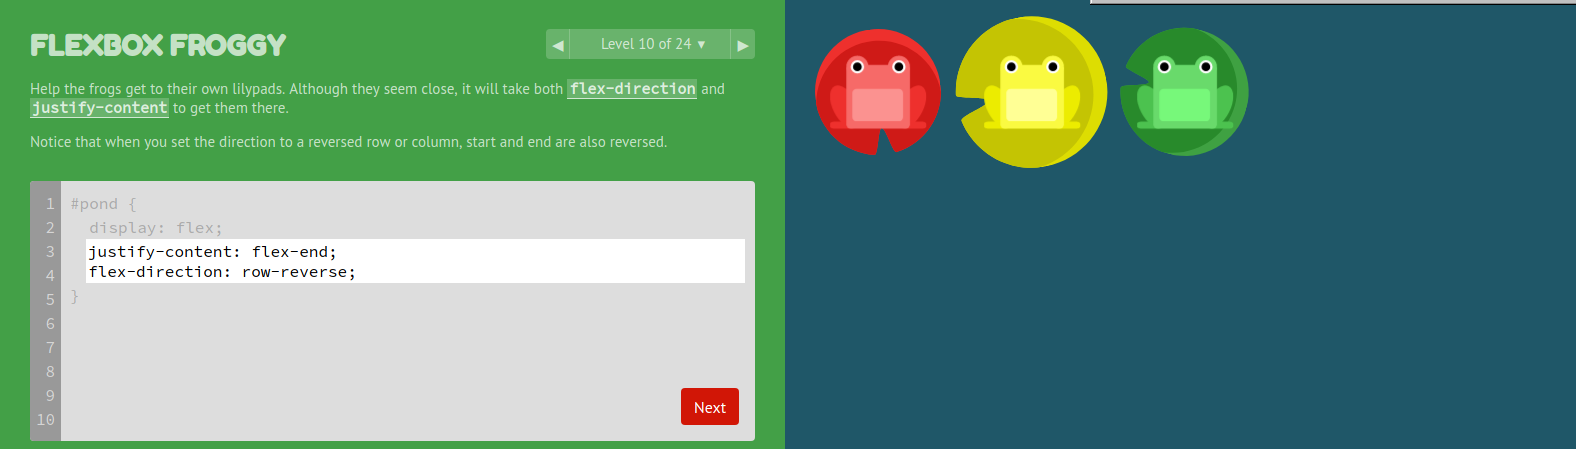 FLEXBOX FROGGY
◀ Level 10 of 24 ▼ ▶
Help the frogs get to their own lilypads. Although they seem close, it will take both flex-direction and
justify-content to get them there.
Notice that when you set the direction to a reversed row or column, start and end are also reversed.
1 #pond {
2 display: flex;
3 justify-content: flex-end;
4 flex-direction: row-reverse;
5 }
6
7
8
9
10
Next